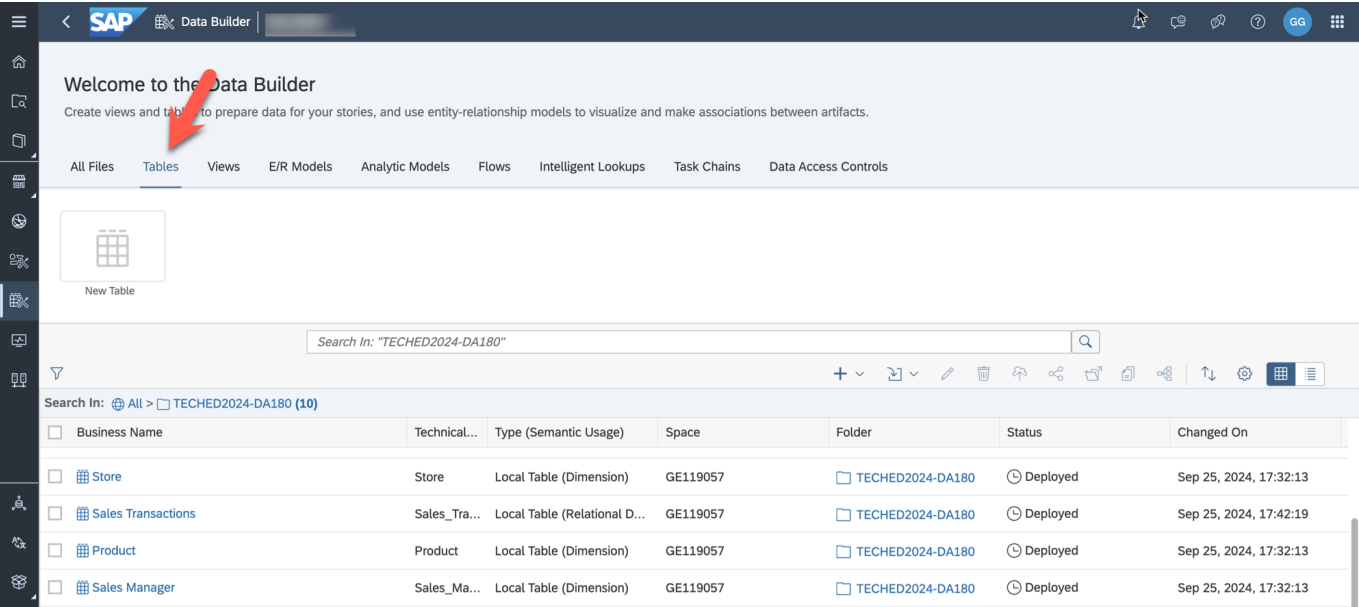 SAP Data Builder
GG
Welcome to the Data Builder
Create views and tables to prepare data for your stories, and use entity-relationship models to visualize and make associations between artifacts.
All Files Tables Views E/R Models Analytic Models Flows Intelligent Lookups Task Chains Data Access Controls
New Table
Search In: "TECHED2024-DA180"
Search In: All > TECHED2024-DA180 (10)
Business Name Technical... Type (Semantic Usage) Space Folder Status Changed On
Store Store Local Table (Dimension) GE119057 TECHED2024-DA180 Deployed Sep 25, 2024, 17:32:13
Sales Transactions Sales_Tra... Local Table (Relational D... GE119057 TECHED2024-DA180 Deployed Sep 25, 2024, 17:42:19
Product Product Local Table (Dimension) GE119057 TECHED2024-DA180 Deployed Sep 25, 2024, 17:32:13
Sales Manager Sales_Ma... Local Table (Dimension) GE119057 TECHED2024-DA180 Deployed Sep 25, 2024, 17:32:13